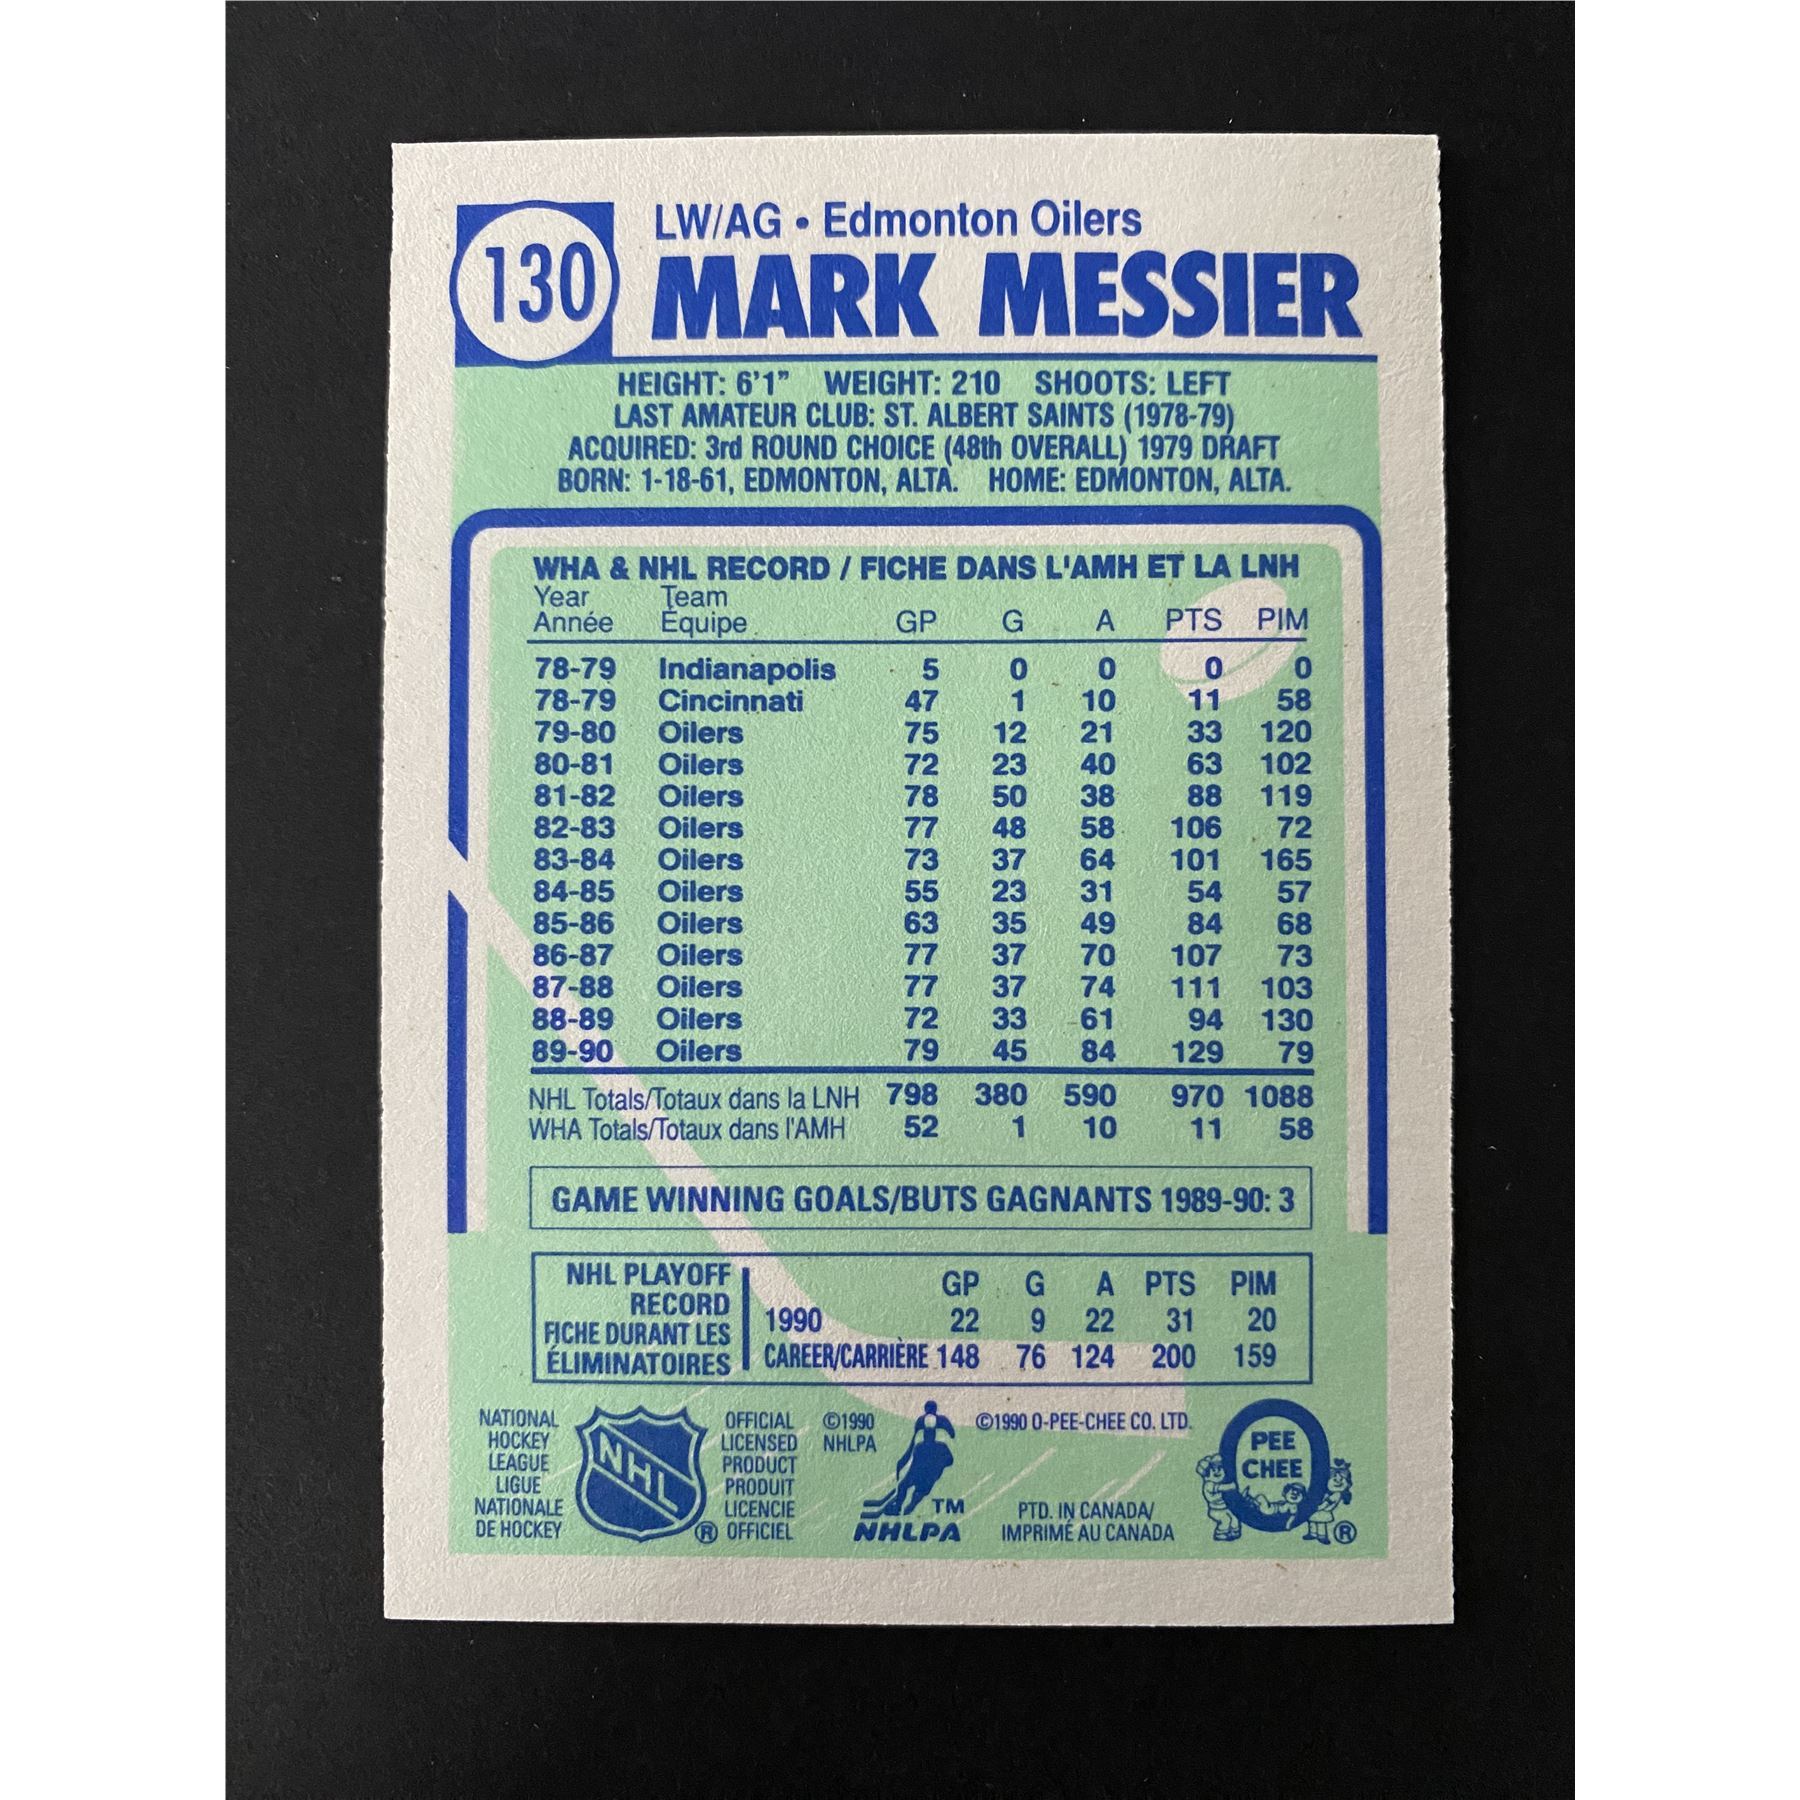 130
LW/AG • Edmonton Oilers
MARK MESSIER
HEIGHT: 6'1" WEIGHT: 210 SHOOTS: LEFT
LAST AMATEUR CLUB: ST. ALBERT SAINTS (1978-79)
ACQUIRED: 3rd ROUND CHOICE (48th OVERALL) 1979 DRAFT
BORN: 1-18-61, EDMONTON, ALTA. HOME: EDMONTON, ALTA.
WHA & NHL RECORD / FICHE DANS L'AMH ET LA LNH
Year Team
Année Équipe GP G A PTS PIM
78-79 Indianapolis 5 0 0 0 0
78-79 Cincinnati 47 1 10 11 58
79-80 Oilers 75 12 21 33 120
80-81 Oilers 72 23 40 63 102
81-82 Oilers 78 50 38 88 119
82-83 Oilers 77 48 58 106 72
83-84 Oilers 73 37 64 101 165
84-85 Oilers 55 23 31 54 57
85-86 Oilers 63 35 49 84 68
86-87 Oilers 77 37 70 107 73
87-88 Oilers 77 37 74 111 103
88-89 Oilers 72 33 61 94 130
89-90 Oilers 79 45 84 129 79
NHL Totals/Totaux dans la LNH 798 380 590 970 1088
WHA Totals/Totaux dans l'AMH 52 1 10 11 58
GAME WINNING GOALS/BUTS GAGNANTS 1989-90: 3
NHL PLAYOFF
RECORD
FICHE DURANT LES
ÉLIMINATOIRES
GP G A PTS PIM
1990 22 9 22 31 20
CAREER/CARRIÈRE 148 76 124 200 159
NATIONAL
HOCKEY
LEAGUE
LIGUE
NATIONALE
DE HOCKEY
NHL
®
OFFICIAL
LICENSED
PRODUCT
PRODUIT
LICENCIE
OFFICIEL
©1990
NHLPA
TM
NHLPA
©1990 O-PEE-CHEE CO. LTD.
PTD. IN CANADA/
IMPRIMÉ AU CANADA
O
PEE
CHEE
®